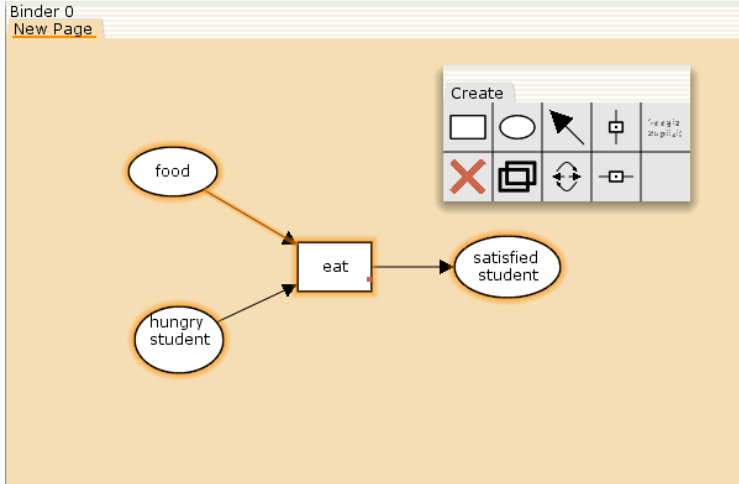 Binder 0
New Page
Create
food
eat
satisfied
student
hungry
student